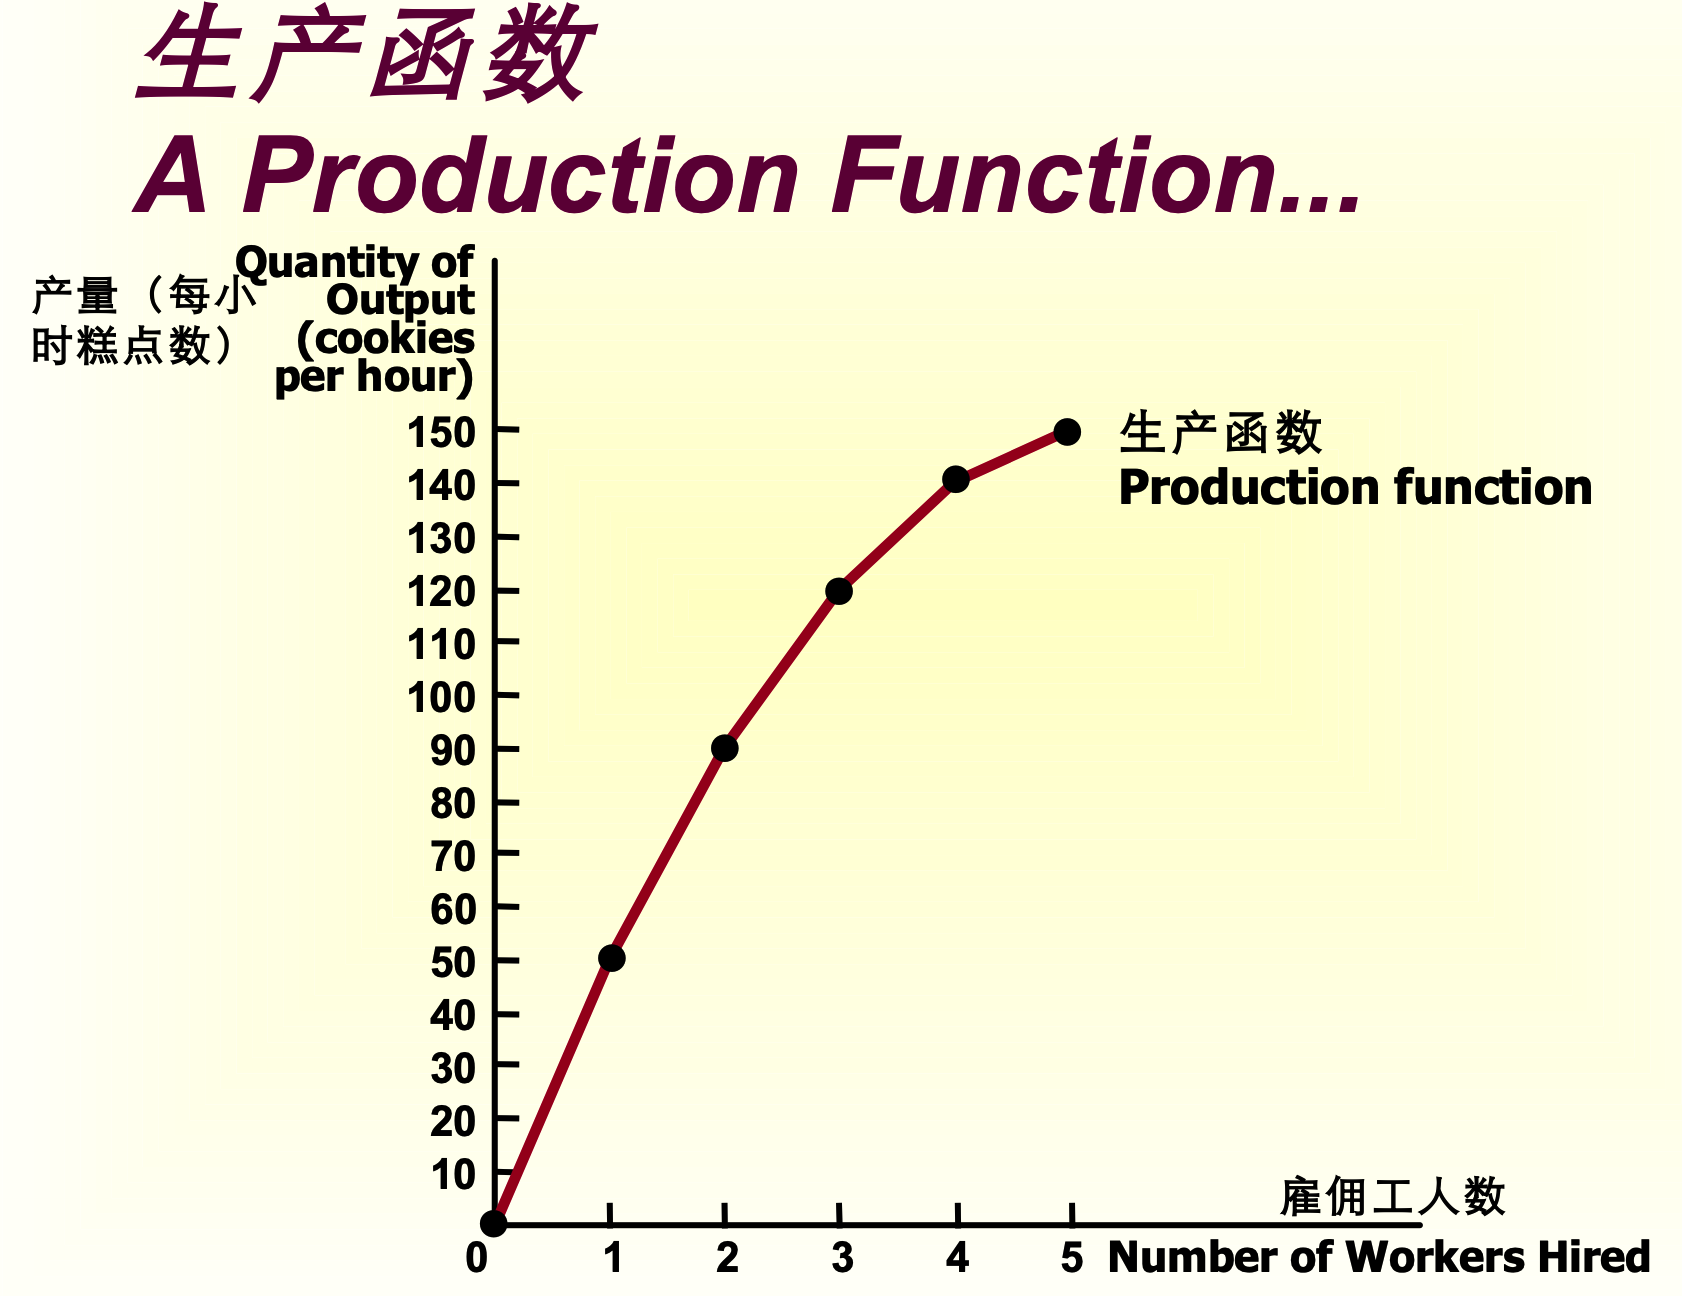 生产函数
A Production Function...
产量（每小
时糕点数）
Quantity of
Output
(cookies
per hour)
150
140
130
120
110
100
90
80
70
60
50
40
30
20
10
生产函数
Production function
雇佣工人数
0 1 2 3 4 5 Number of Workers Hired